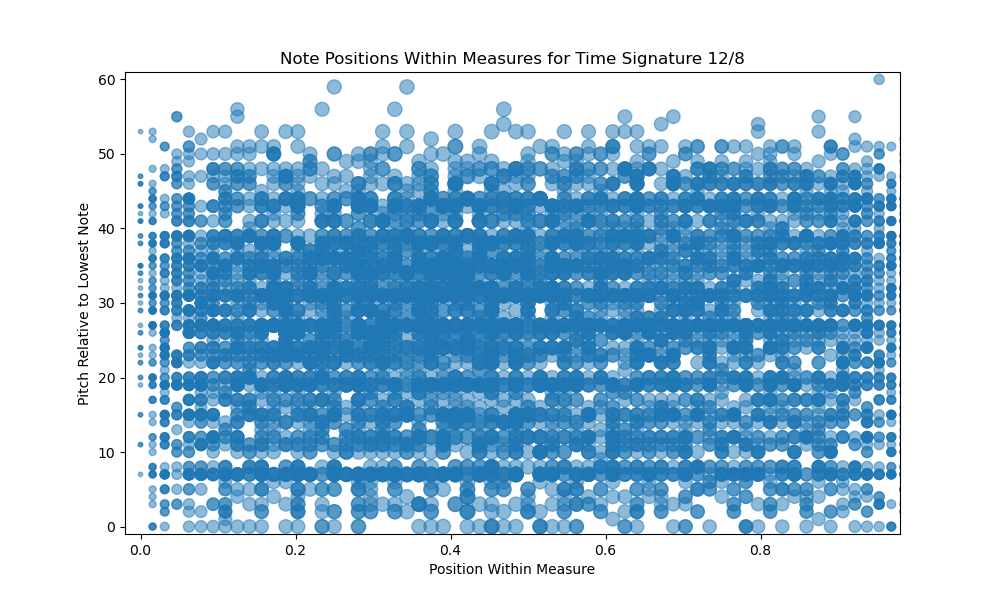 Note Positions Within Measures for Time Signature 12/8
60
50
40
30
20
10
0
Pitch Relative to Lowest Note
0.0 0.2 0.4 0.6 0.8
Position Within Measure